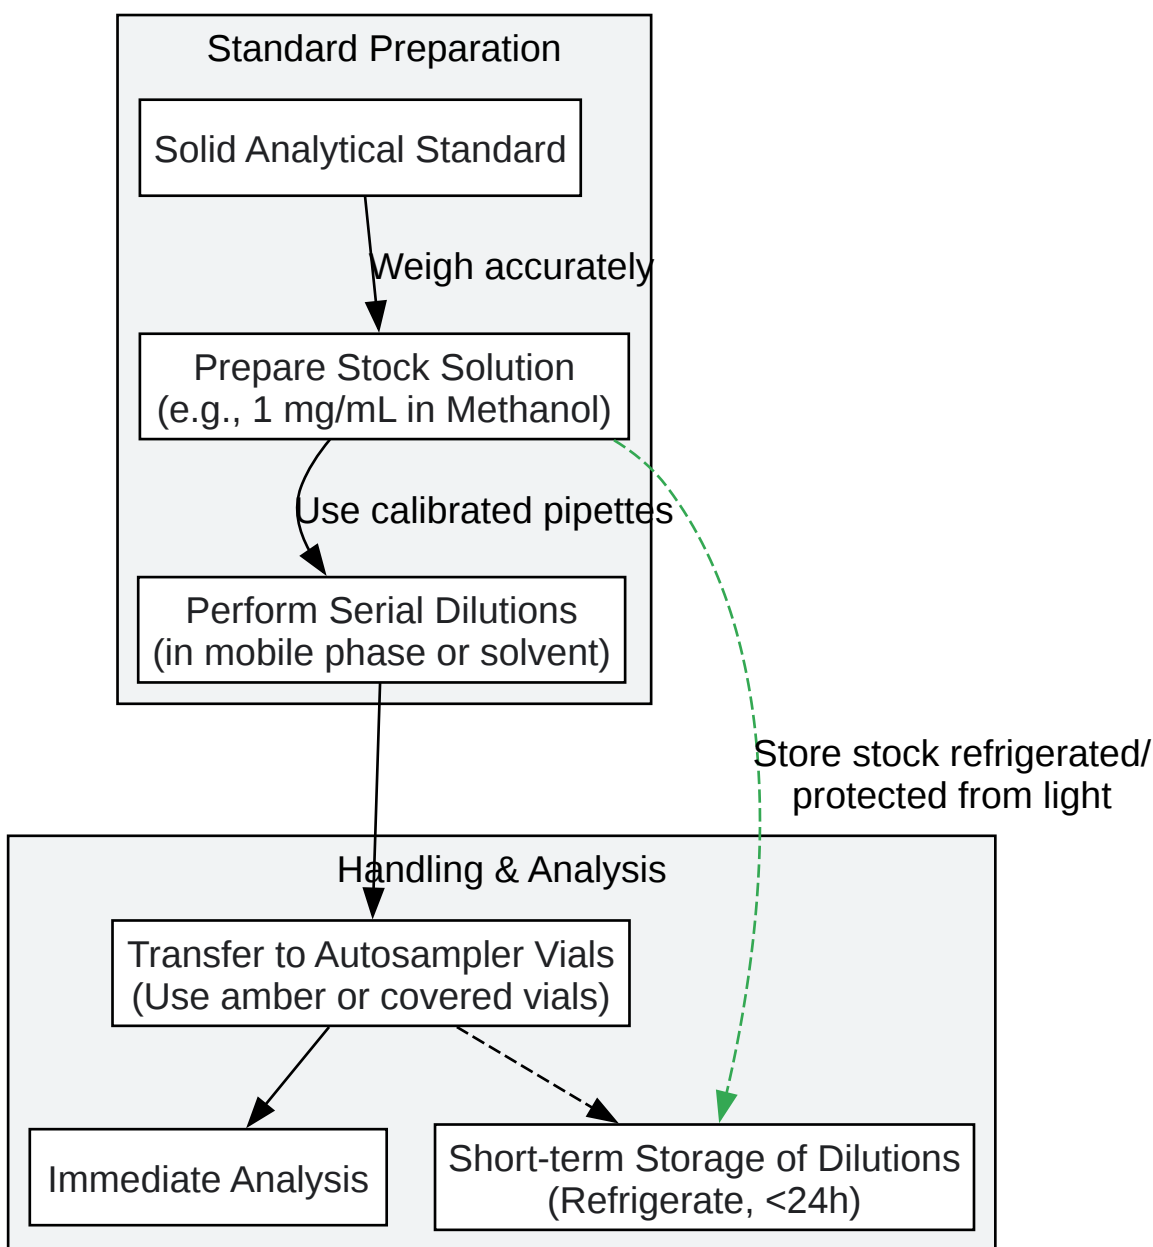 Standard Preparation
Solid Analytical Standard
Weigh accurately
Prepare Stock Solution
(e.g., 1 mg/mL in Methanol)
Use calibrated pipettes
Perform Serial Dilutions
(in mobile phase or solvent)
Store stock refrigerated/
protected from light
Handling & Analysis
Transfer to Autosampler Vials
(Use amber or covered vials)
Immediate Analysis
Short-term Storage of Dilutions
(Refrigerate, <24h)